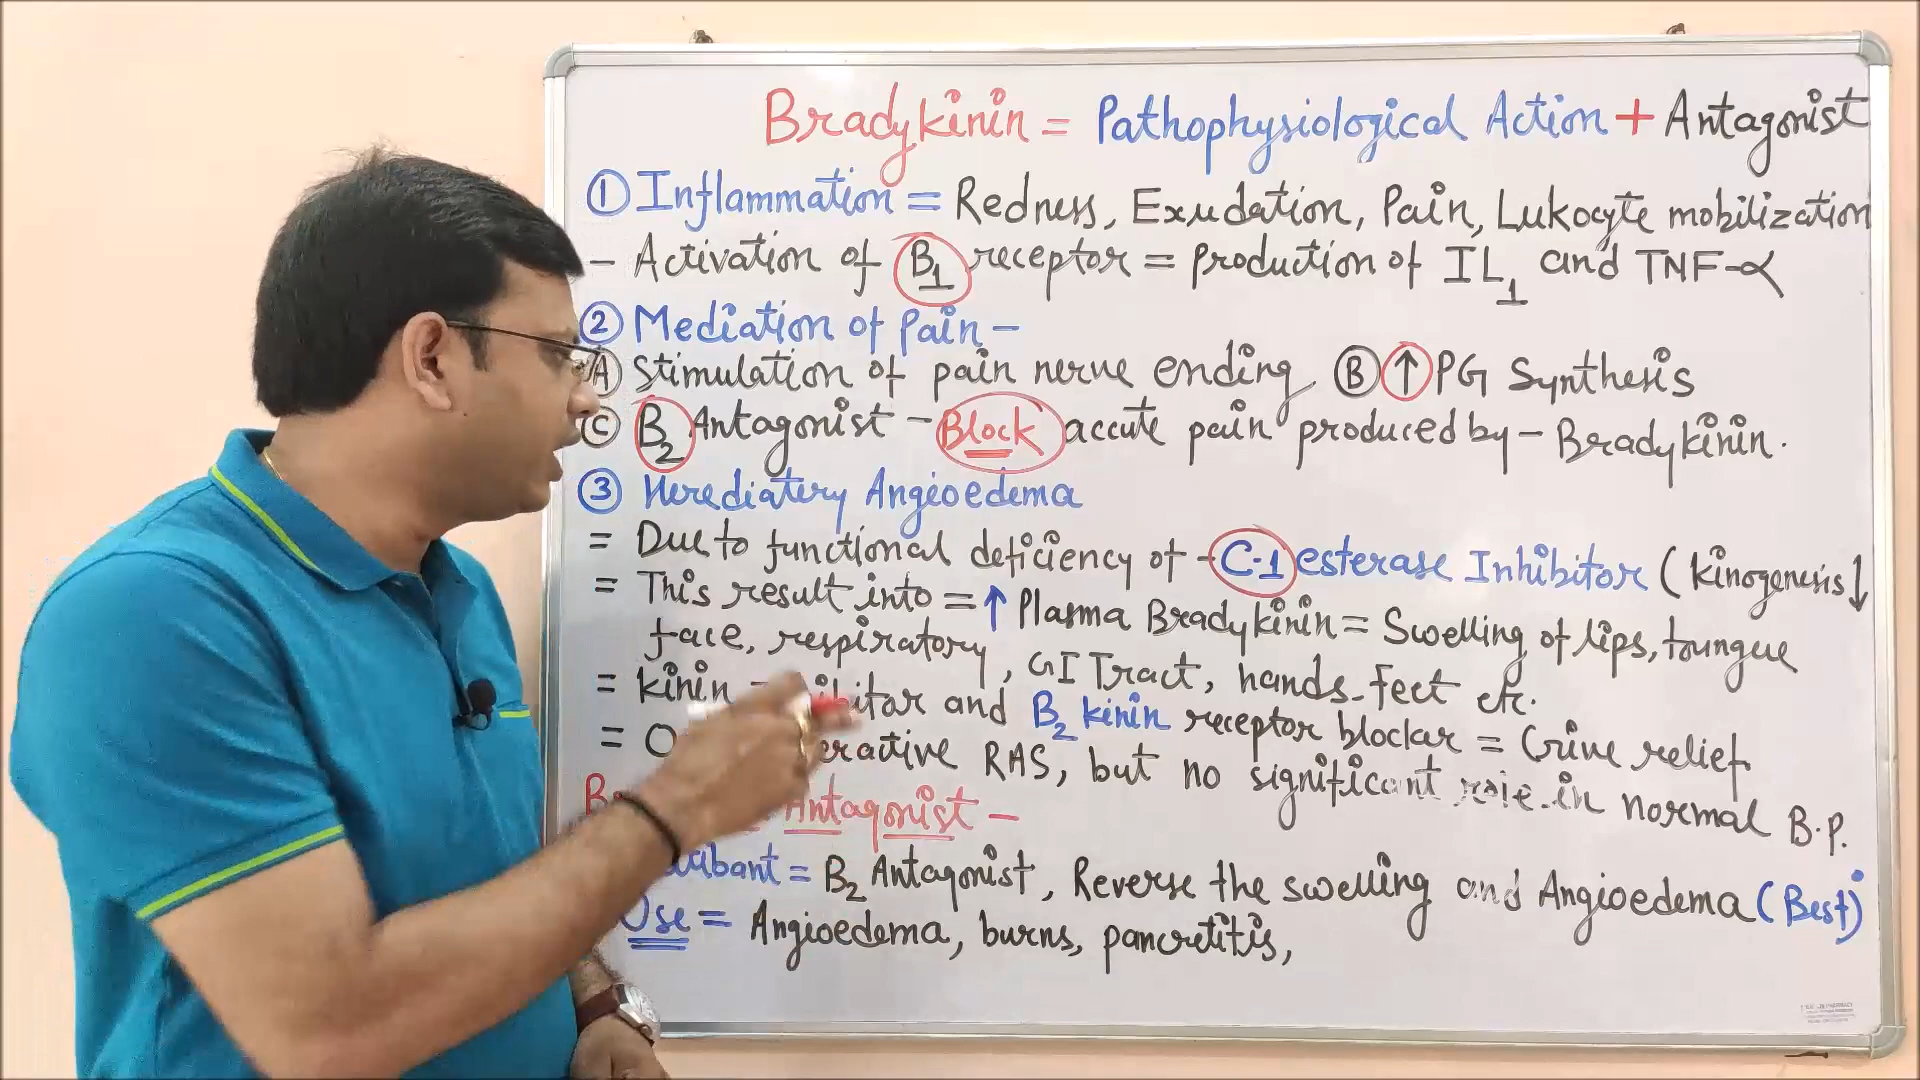 Bradykinin = Pathophysiological Action + Antagonist
① Inflammation = Redness, Exudation, Pain, Lukocyte mobilization
- Activation of B1 receptor = production of IL1 and TNF-α
② Mediation of pain -
Ⓐ Stimulation of pain nerve ending Ⓑ ↑ PG Synthesis
Ⓒ B2 Antagonist - Block accute pain produced by - Bradykinin.
③ Herediatery Angioedema
= Due to functional deficiency of - C-1 esterase Inhibitor (kinogenesis ↓
= This result into = ↑ Plasma Bradykinin = Swelling of lips, toungue
face, respiratory, GI Tract, hands-feet etc.
= kinin and B2 kinin receptor blockar = Give relief.
= RAS, but no significant role in normal B.P.
Antagonist -
= B2 Antagonist, Reverse the swelling and Angioedema (Best)
Use = Angioedema, burns, pancretitis,